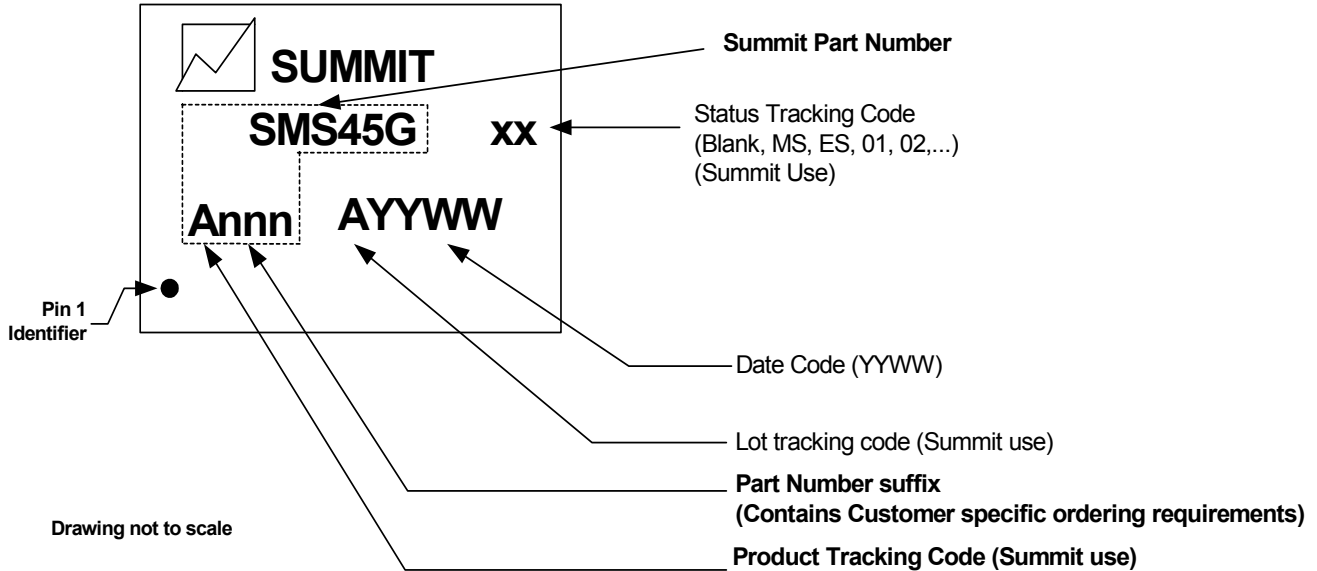 SUMMIT
Summit Part Number
SMS45G
xx
Status Tracking Code
(Blank, MS, ES, 01, 02,...)
(Summit Use)
Annn
AYYWW
Pin 1
Identifier
Date Code (YYWW)
Lot tracking code (Summit use)
Part Number suffix
(Contains Customer specific ordering requirements)
Drawing not to scale
Product Tracking Code (Summit use)